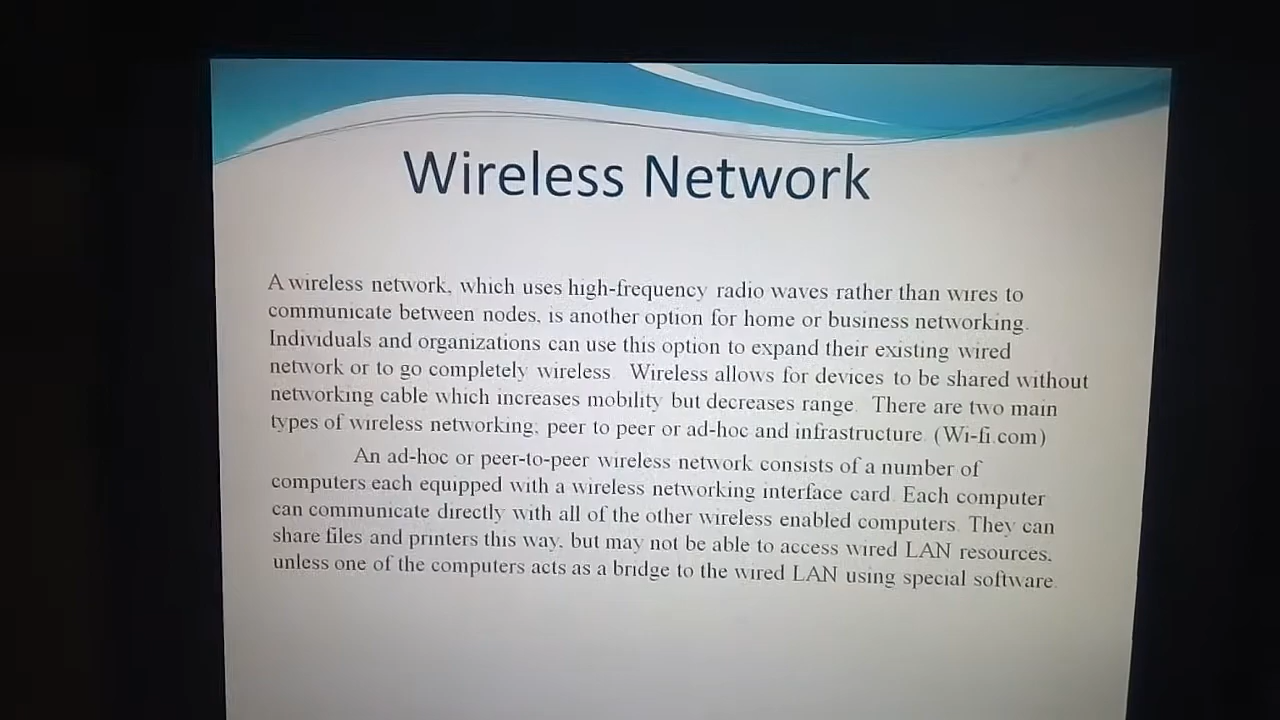 Wireless Network
A wireless network, which uses high-frequency radio waves rather than wires to
communicate between nodes, is another option for home or business networking.
Individuals and organizations can use this option to expand their existing wired
network or to go completely wireless. Wireless allows for devices to be shared without
networking cable which increases mobility but decreases range. There are two main
types of wireless networking; peer to peer or ad-hoc and infrastructure. (Wi-fi.com)
An ad-hoc or peer-to-peer wireless network consists of a number of
computers each equipped with a wireless networking interface card. Each computer
can communicate directly with all of the other wireless enabled computers. They can
share files and printers this way, but may not be able to access wired LAN resources,
unless one of the computers acts as a bridge to the wired LAN using special software.